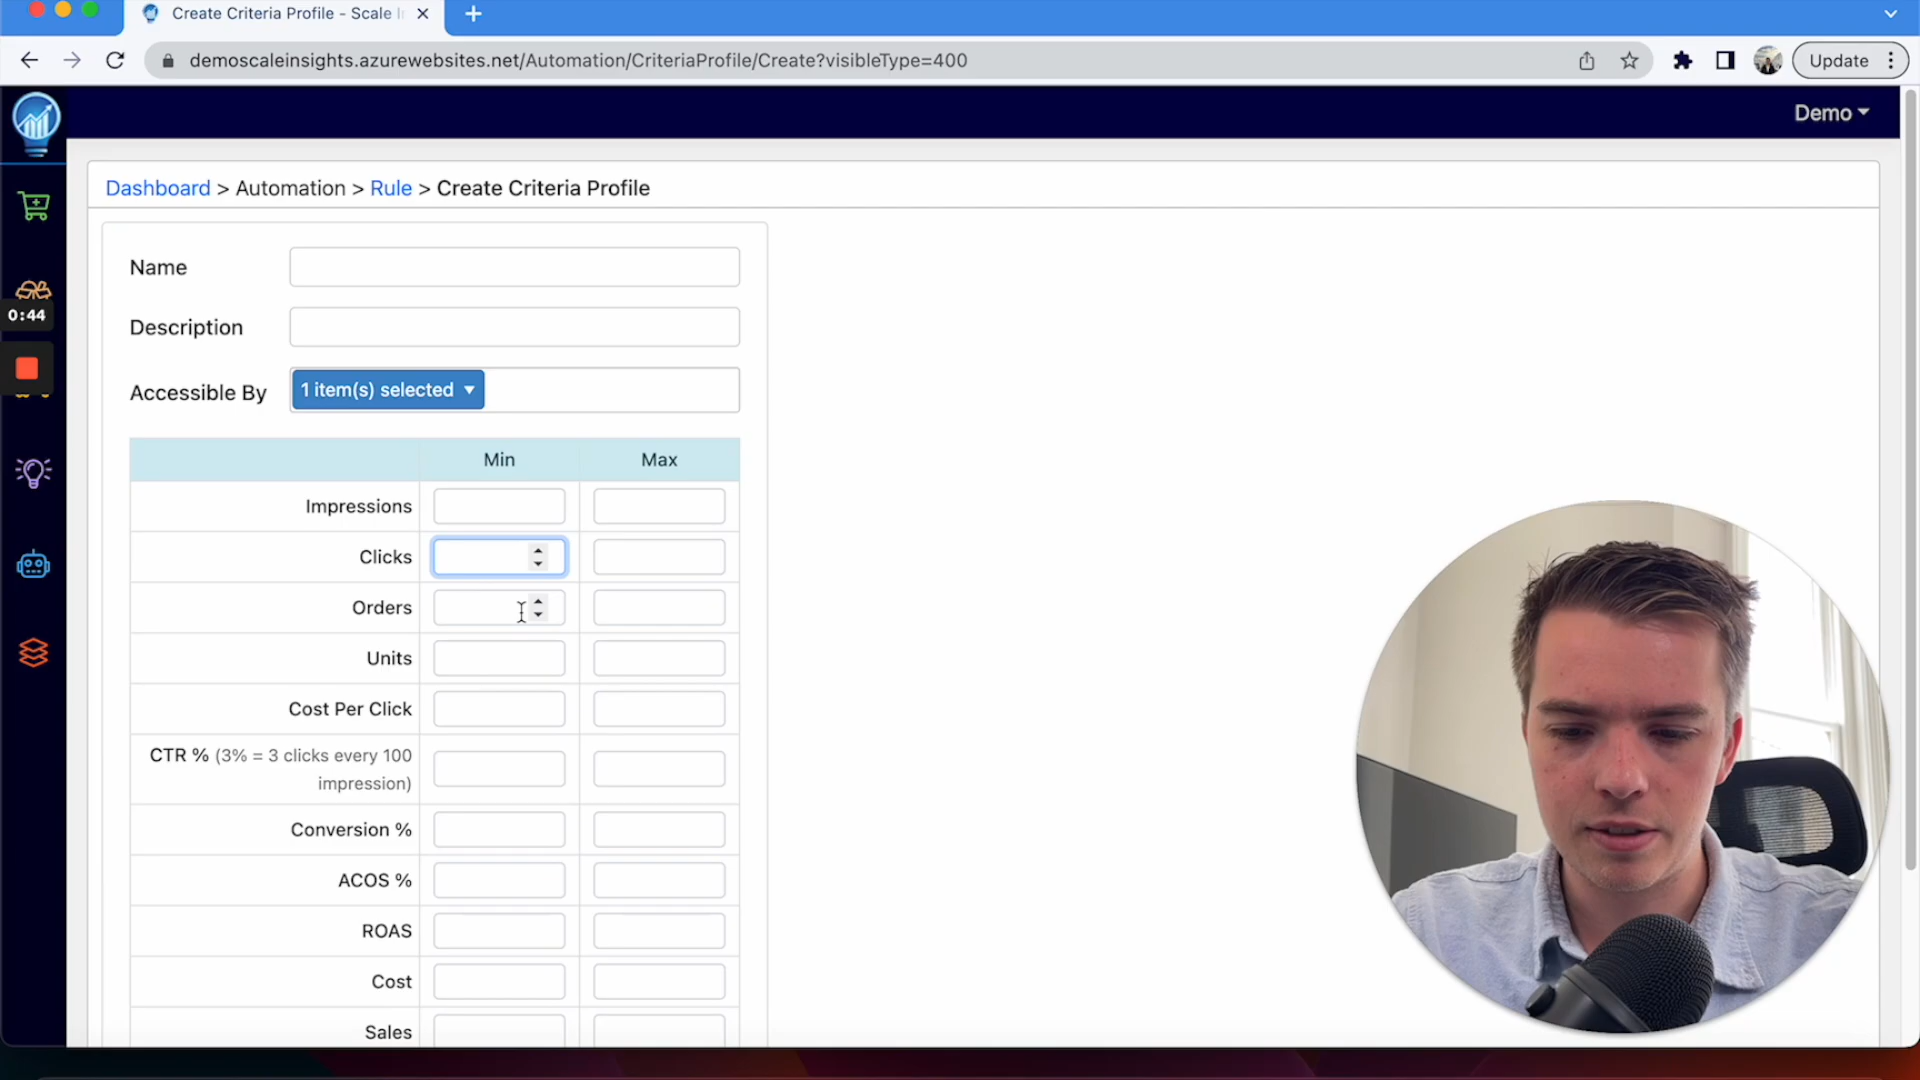 Create Criteria Profile - Scale I
demoscaleinsights.azurewebsites.net/Automation/CriteriaProfile/Create?visibleType=400
Update
Demo
Dashboard > Automation > Rule > Create Criteria Profile
Name
0:44
Description
Accessible By
1 item(s) selected
Min Max
Impressions
Clicks
Orders
Units
Cost Per Click
CTR % (3% = 3 clicks every 100
impression)
Conversion %
ACOS %
ROAS
Cost
Sales